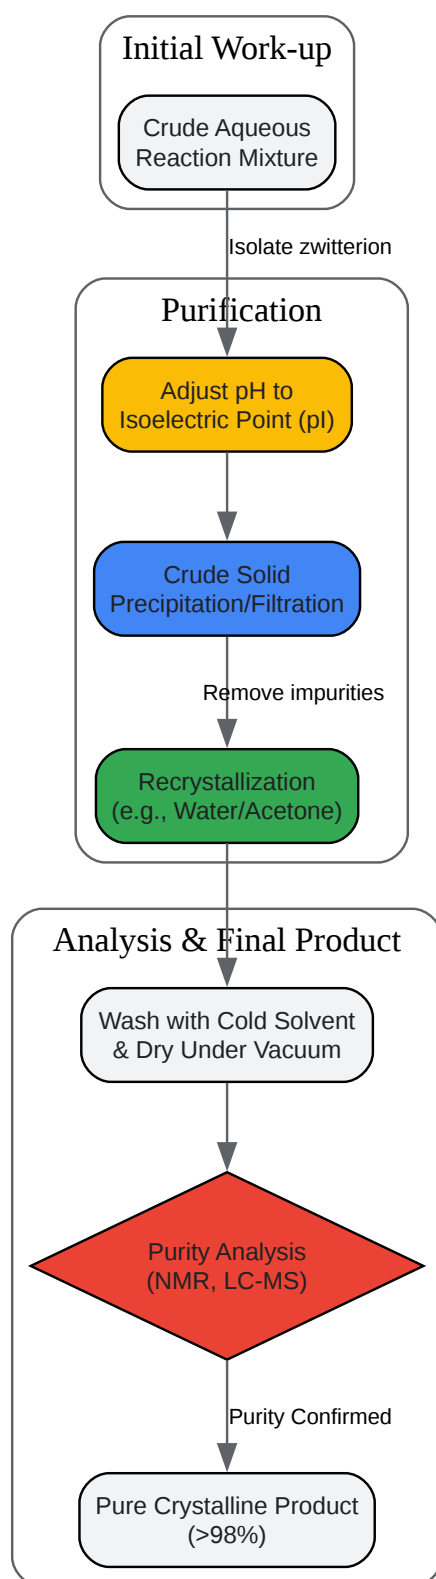 Initial Work-up
Crude Aqueous
Reaction Mixture
Isolate zwitterion
Purification
Adjust pH to
Isoelectric Point (pI)
Crude Solid
Precipitation/Filtration
Remove impurities
Recrystallization
(e.g., Water/Acetone)
Analysis & Final Product
Wash with Cold Solvent
& Dry Under Vacuum
Purity Analysis
(NMR, LC-MS)
Purity Confirmed
Pure Crystalline Product
(>98%)